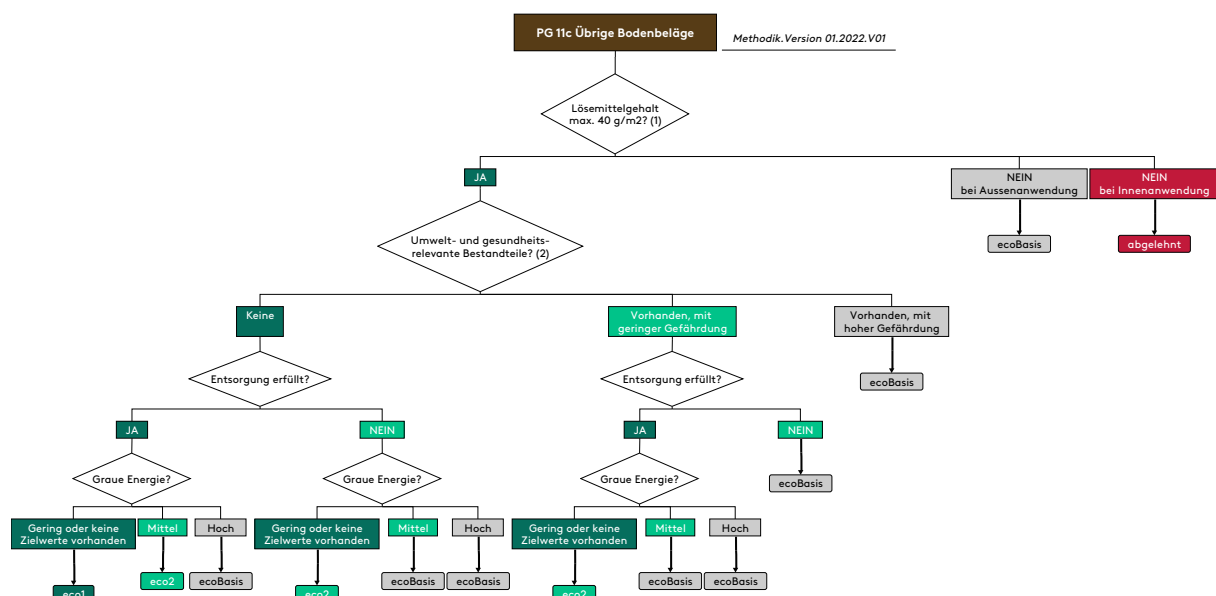 PG 11c Übrige Bodenbeläge
Methodik.Version 01.2022.V01
Lösemittelgehalt
max. 40 g/m2? (1)
JA
NEIN
bei Aussenanwendung
NEIN
bei Innenanwendung
ecoBasis
abgelehnt
Umwelt- und gesundheits-
relevante Bestandteile? (2)
Keine
Vorhanden, mit
geringer Gefährdung
Vorhanden, mit
hoher Gefährdung
ecoBasis
Entsorgung erfüllt?
Entsorgung erfüllt?
JA
NEIN
JA
NEIN
ecoBasis
Graue Energie?
Graue Energie?
Graue Energie?
Gering oder keine
Zielwerte vorhanden
Mittel
Hoch
Gering oder keine
Zielwerte vorhanden
Mittel
Hoch
Gering oder keine
Zielwerte vorhanden
Mittel
Hoch
eco1
eco2
ecoBasis
eco2
ecoBasis
ecoBasis
eco2
ecoBasis
ecoBasis